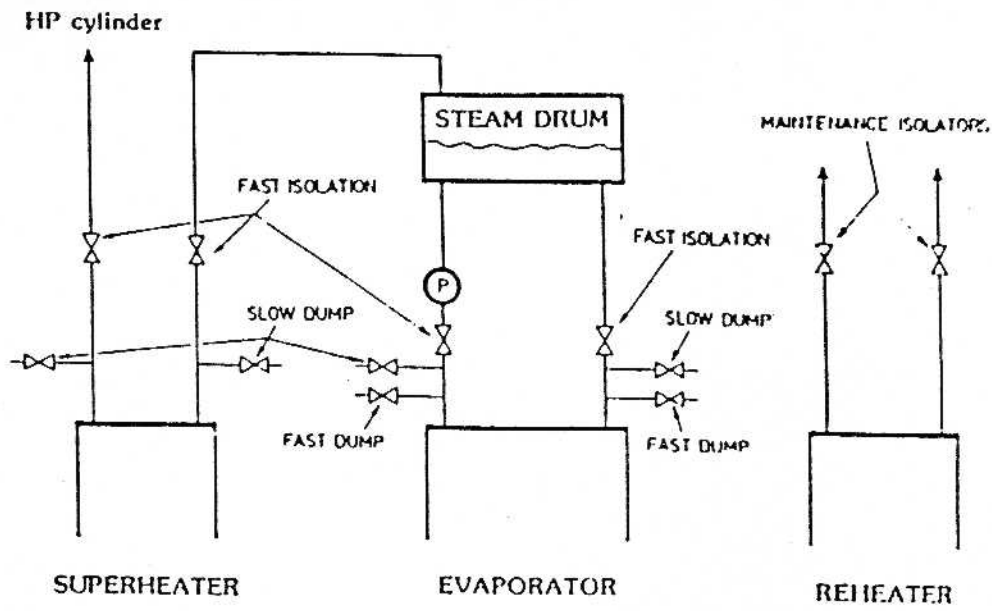 HP cylinder
STEAM DRUM
MAINTENANCE ISOLATORS
FAST ISOLATION
FAST ISOLATION
P
SLOW DUMP
SLOW DUMP
FAST DUMP
FAST DUMP
SUPERHEATER
EVAPORATOR
REHEATER